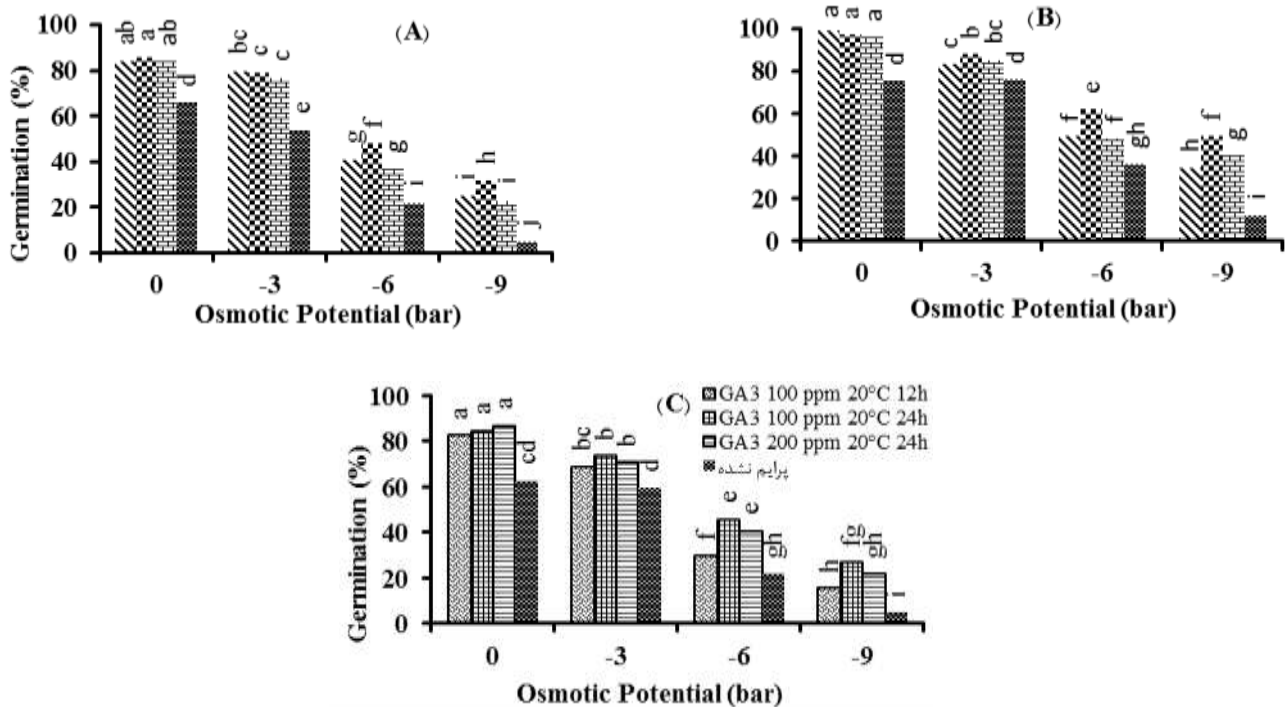 (A)
Germination (%)
100
80
60
40
20
0
ab a ab d
bc c c e
g f g i
i h i j
0 -3 -6 -9
Osmotic Potential (bar)
(B)
100
80
60
40
20
0
a a a d
c b bc d
f e f gh
h f g i
0 -3 -6 -9
Osmotic Potential (bar)
(C)
GA3 100 ppm 20°C 12h
GA3 100 ppm 20°C 24h
GA3 200 ppm 20°C 24h
پرایم نشده
Germination (%)
100
80
60
40
20
0
a a a cd
bc b b d
f e e gh
h fg gh i
0 -3 -6 -9
Osmotic Potential (bar)